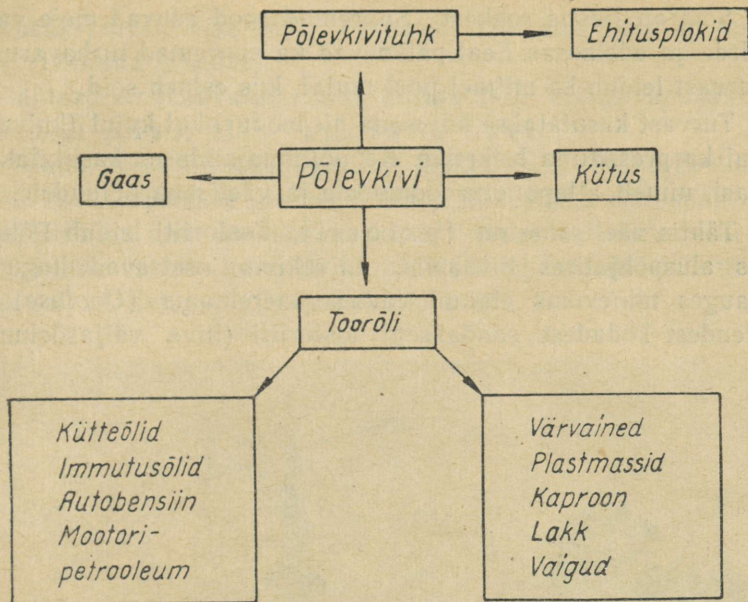 Põlevkivituhk
Ehitusplokid
Gaas
Põlevkivi
Kütus
Toorõli
Kütteõlid
Immutusõlid
Autobensiin
Mootori-
petrooleum
Värvained
Plastmassid
Kaproon
Lakk
Vaigud